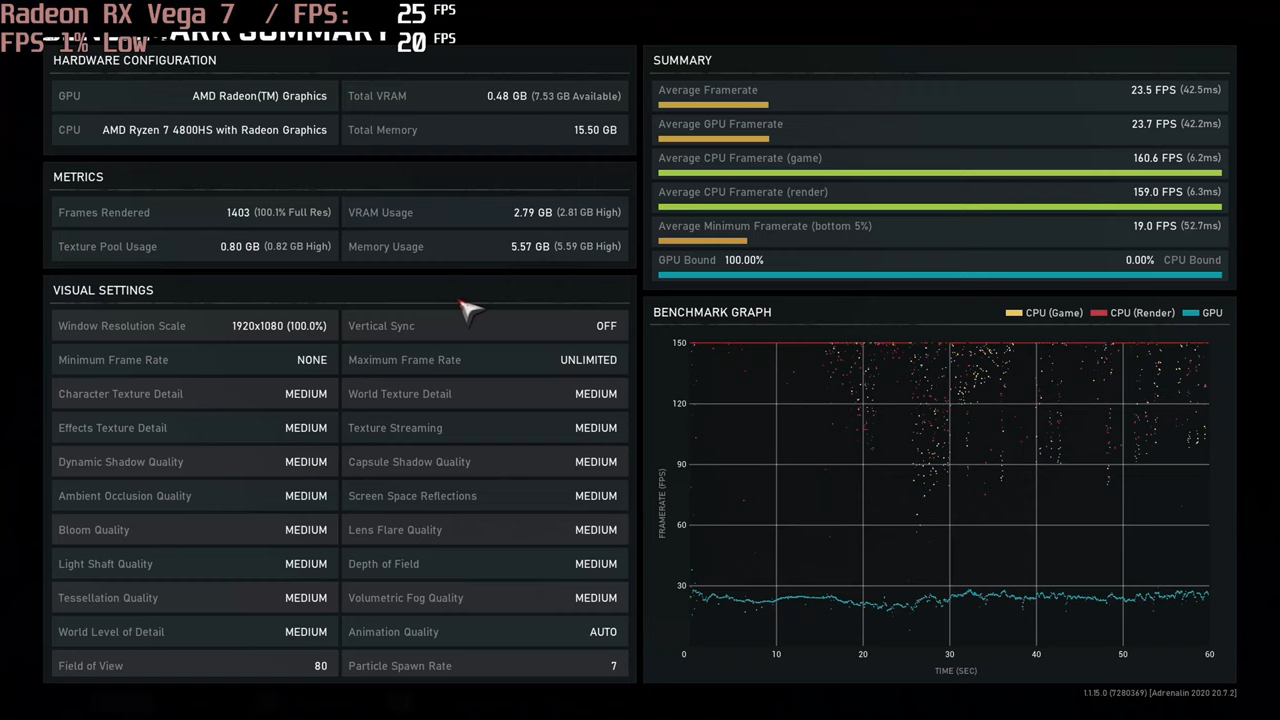 Radeon RX Vega 7 / FPS: 25 FPS
FPS 1% Low 20 FPS
ARK SUMMARY
HARDWARE CONFIGURATION
GPU AMD Radeon(TM) Graphics Total VRAM 0.48 GB (7.53 GB Available)
CPU AMD Ryzen 7 4800HS with Radeon Graphics Total Memory 15.50 GB
METRICS
Frames Rendered 1403 (100.1% Full Res) VRAM Usage 2.79 GB (2.81 GB High)
Texture Pool Usage 0.80 GB (0.82 GB High) Memory Usage 5.57 GB (5.59 GB High)
VISUAL SETTINGS
Window Resolution Scale 1920x1080 (100.0%) Vertical Sync OFF
Minimum Frame Rate NONE Maximum Frame Rate UNLIMITED
Character Texture Detail MEDIUM World Texture Detail MEDIUM
Effects Texture Detail MEDIUM Texture Streaming MEDIUM
Dynamic Shadow Quality MEDIUM Capsule Shadow Quality MEDIUM
Ambient Occlusion Quality MEDIUM Screen Space Reflections MEDIUM
Bloom Quality MEDIUM Lens Flare Quality MEDIUM
Light Shaft Quality MEDIUM Depth of Field MEDIUM
Tessellation Quality MEDIUM Volumetric Fog Quality MEDIUM
World Level of Detail MEDIUM Animation Quality AUTO
Field of View 80 Particle Spawn Rate 7
SUMMARY
Average Framerate 23.5 FPS (42.5ms)
Average GPU Framerate 23.7 FPS (42.2ms)
Average CPU Framerate (game) 160.6 FPS (6.2ms)
Average CPU Framerate (render) 159.0 FPS (6.3ms)
Average Minimum Framerate (bottom 5%) 19.0 FPS (52.7ms)
GPU Bound 100.00% 0.00% CPU Bound
BENCHMARK GRAPH CPU (Game) CPU (Render) GPU
150
120
90
60
30
FRAMERATE (FPS)
0 10 20 30 40 50 60
TIME (SEC)
1.1.15.0 (7280369) [Adrenalin 2020 20.7.2]